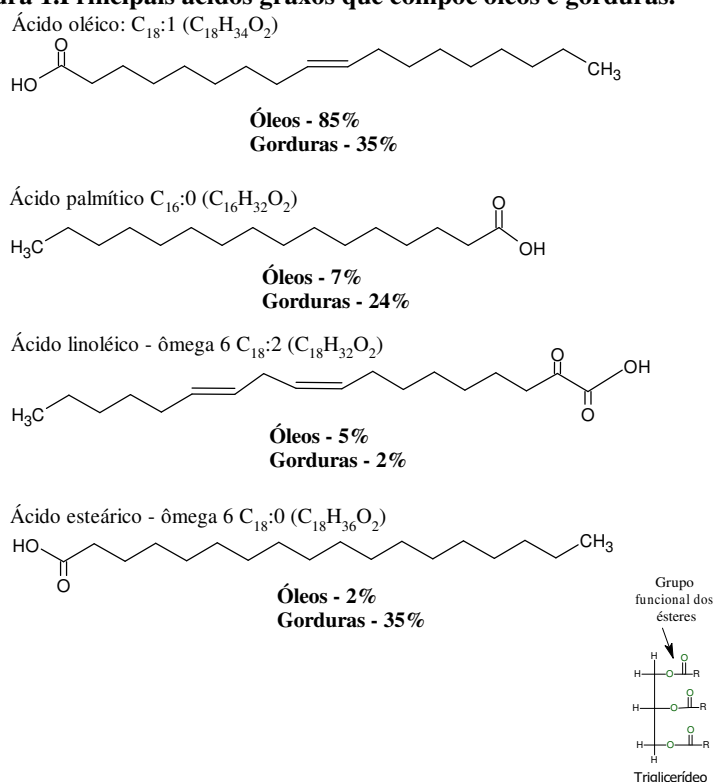 ura 1.Principais ácidos graxos que compõe óleos e gorduras.
Ácido oléico: C18:1 (C18H34O2)
O
HO
CH3
Óleos - 85%
Gorduras - 35%
Ácido palmítico C16:0 (C16H32O2)
O
H3C
OH
Óleos - 7%
Gorduras - 24%
Ácido linoléico - ômega 6 C18:2 (C18H32O2)
O
OH
H3C
O
Óleos - 5%
Gorduras - 2%
Ácido esteárico - ômega 6 C18:0 (C18H36O2)
HO
CH3
O
Óleos - 2%
Gorduras - 35%
Grupo
funcional dos
ésteres
H
O
H O R
O
H O R
O
H O R
H
Triglicerídeo